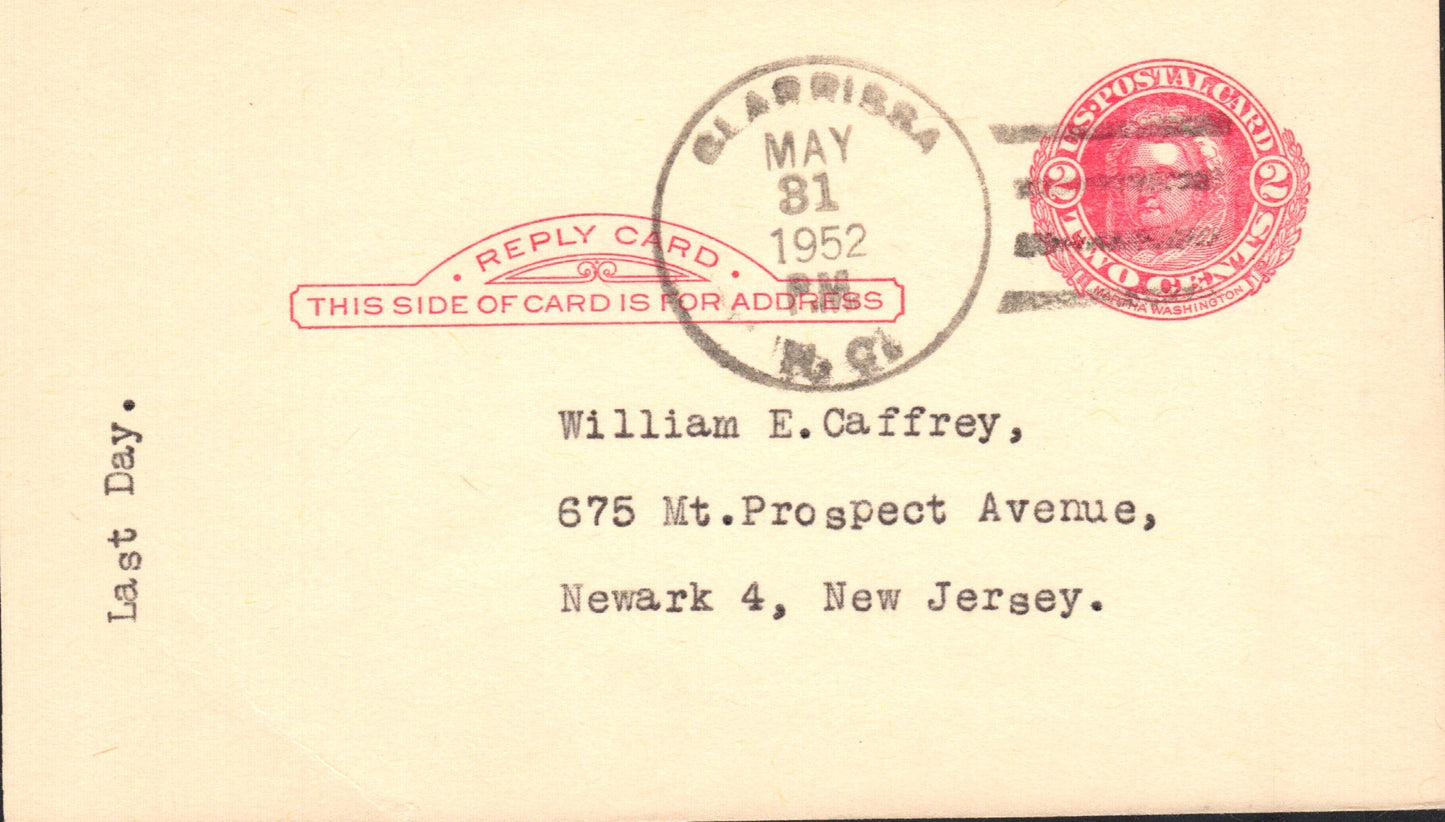 CLARRISSA
MAY
31
1952
PM
N. C.
U.S. POSTAL CARD
2 2
TWO CENTS
MARTHA WASHINGTON
· REPLY CARD ·
THIS SIDE OF CARD IS FOR ADDRESS
William E.Caffrey,
675 Mt.Prospect Avenue,
Newark 4, New Jersey.
Last Day.